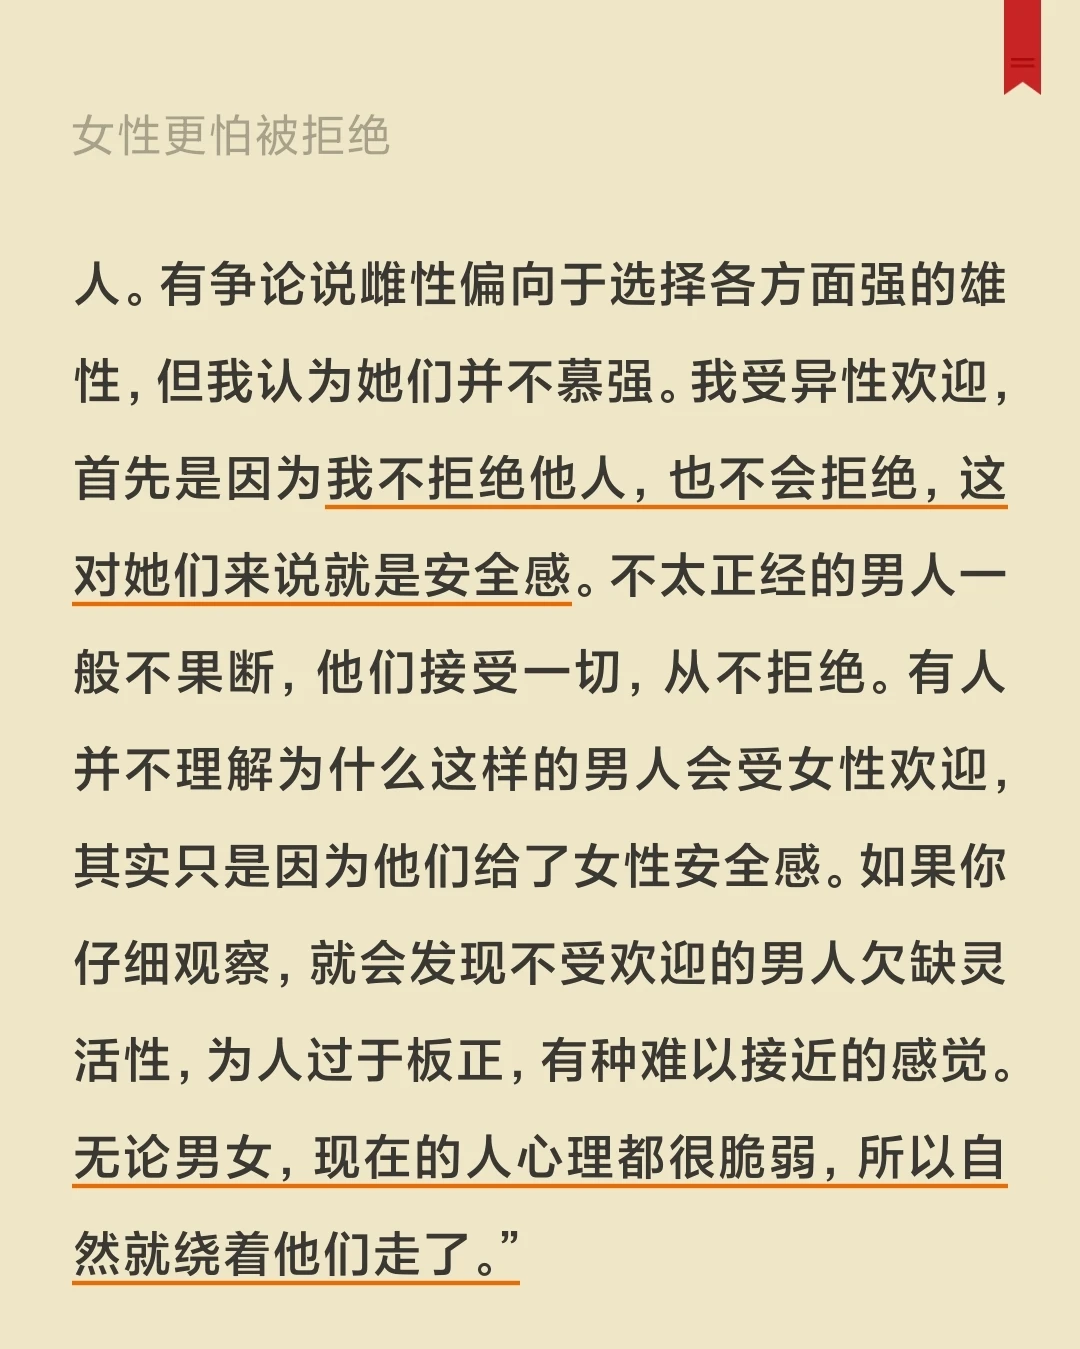 女性更怕被拒绝
人。有争论说雌性偏向于选择各方面强的雄
性，但我认为她们并不慕强。我受异性欢迎，
首先是因为我不拒绝他人，也不会拒绝，这
对她们来说就是安全感。不太正经的男人一
般不果断，他们接受一切，从不拒绝。有人
并不理解为什么这样的男人会受女性欢迎，
其实只是因为他们给了女性安全感。如果你
仔细观察，就会发现不受欢迎的男人欠缺灵
活性，为人过于板正，有种难以接近的感觉。
无论男女，现在的人心理都很脆弱，所以自
然就绕着他们走了。”